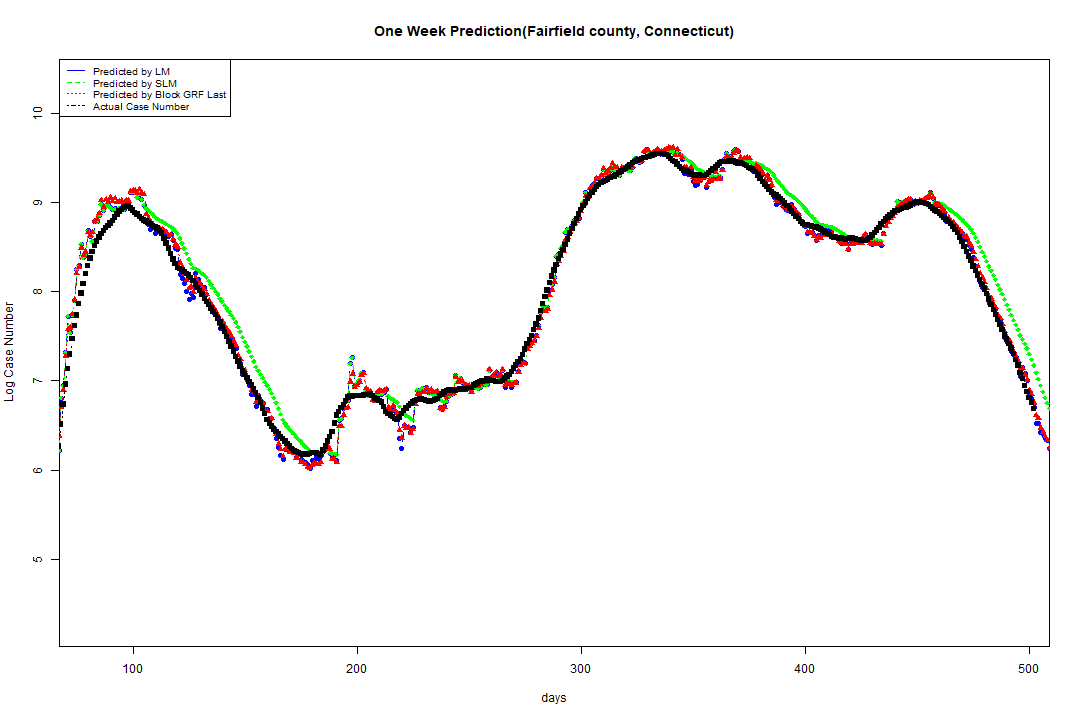 One Week Prediction(Fairfield county, Connecticut)
Predicted by LM
Predicted by SLM
Predicted by Block GRF Last
Actual Case Number
10
9
8
7
6
5
Log Case Number
100 200 300 400 500
days